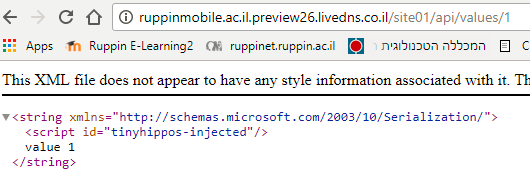 ruppinmobile.ac.il.preview26.livedns.co.il/site01/api/values/1
Apps Ruppin E-Learning2 ruppinet.ruppin.ac.il המכללה הטכנולוגית
This XML file does not appear to have any style information associated with it. Th
▼<string xmlns="http://schemas.microsoft.com/2003/10/Serialization/">
<script id="tinyhippos-injected"/>
value 1
</string>